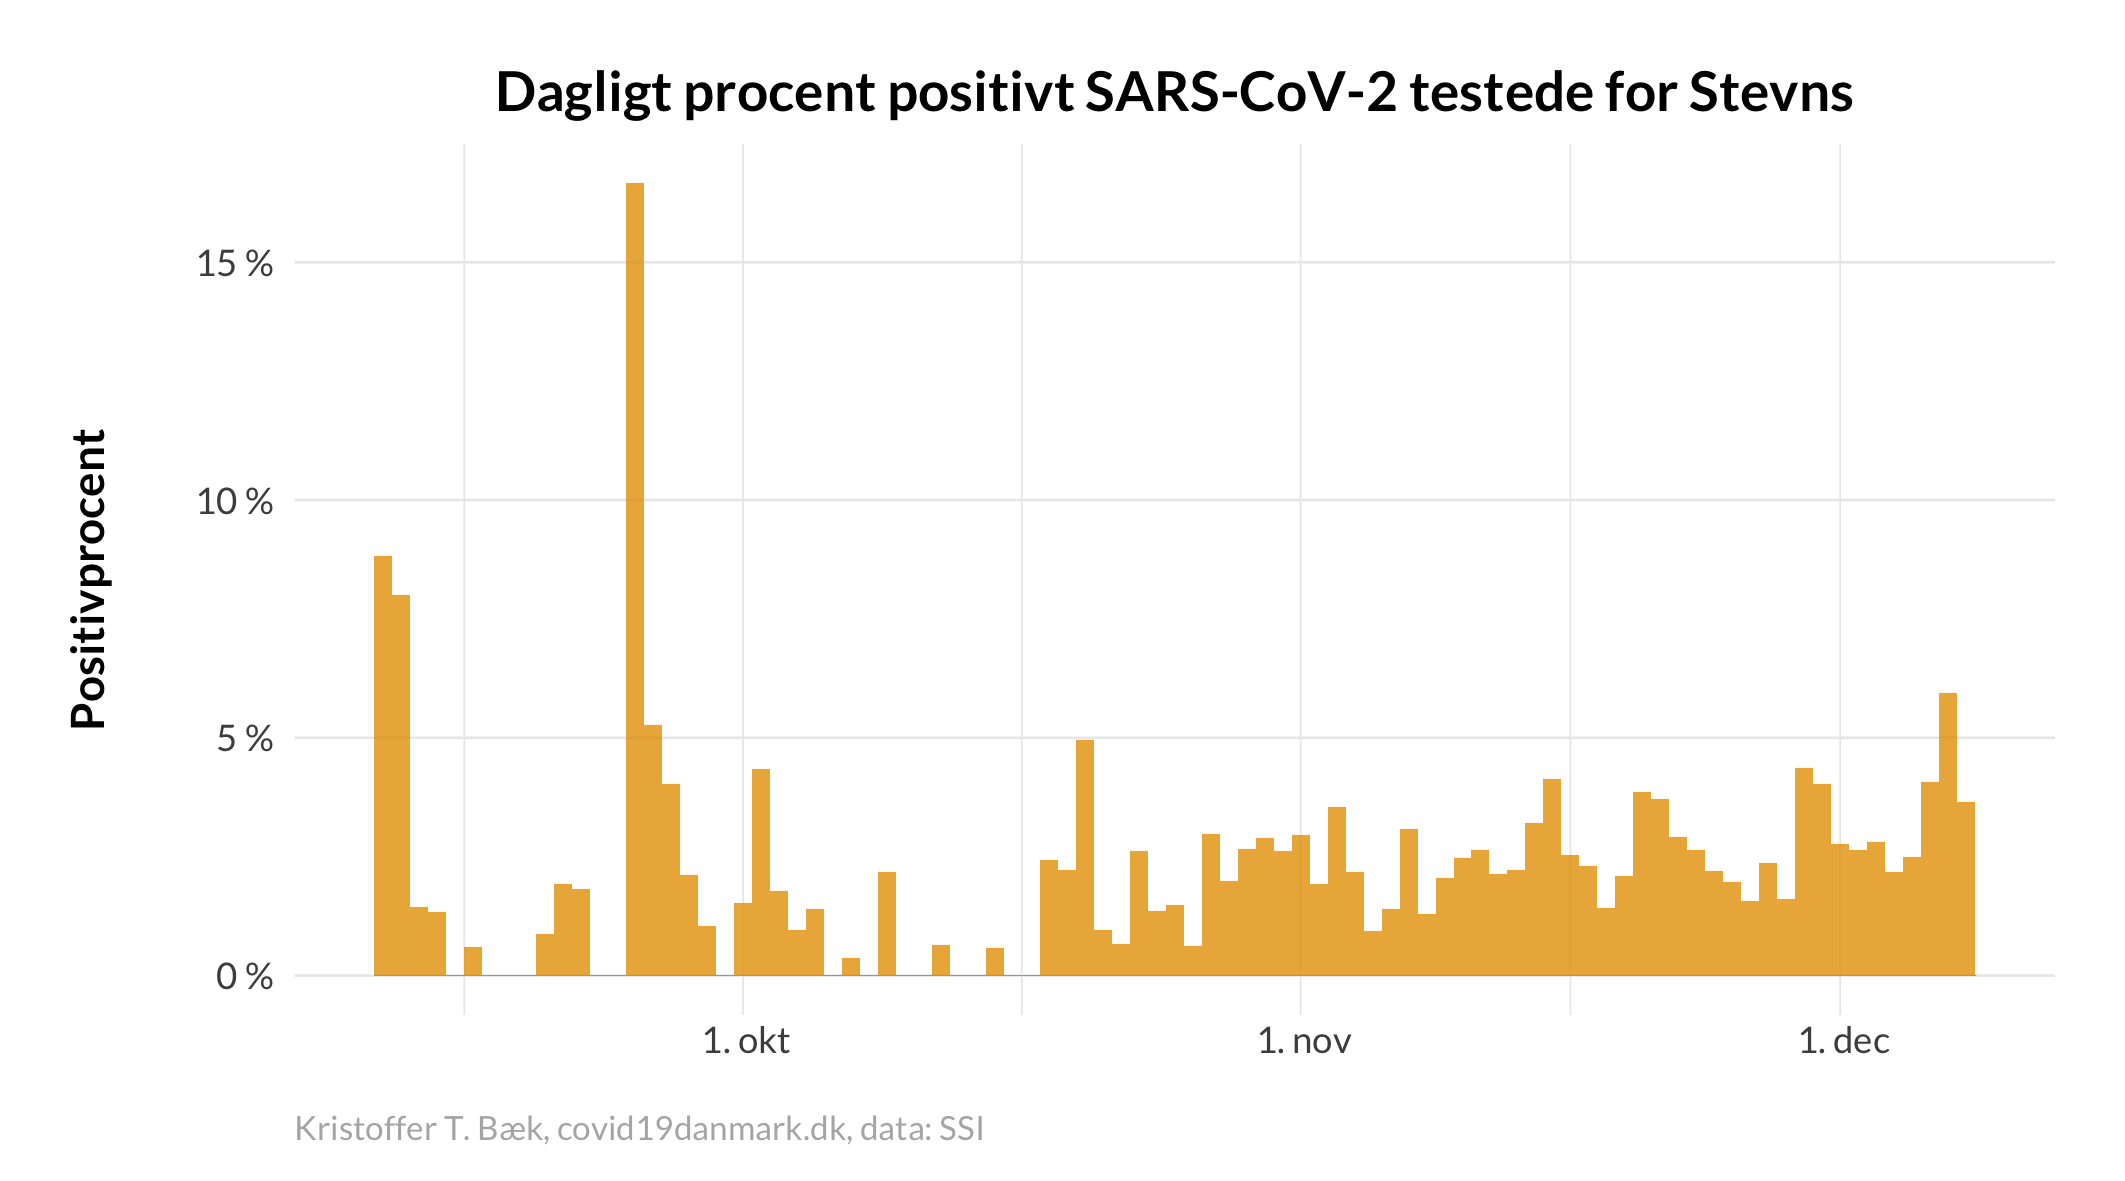 Dagligt procent positivt SARS-CoV-2 testede for Stevns
Positivprocent
15 %
10 %
5 %
0 %
1. okt
1. nov
1. dec
Kristoffer T. Bæk, covid19danmark.dk, data: SSI